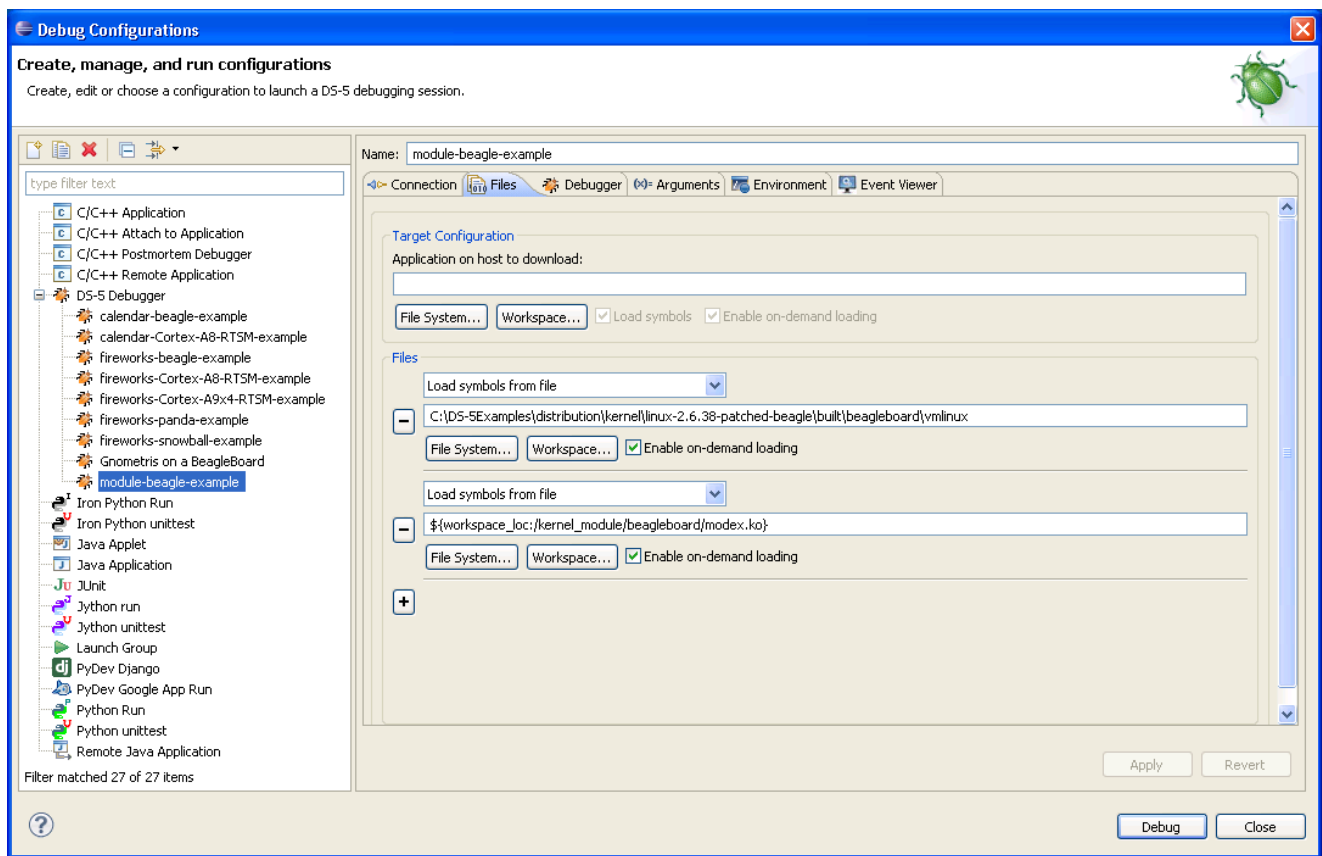 Debug Configurations
Create, manage, and run configurations
Create, edit or choose a configuration to launch a DS-5 debugging session.
type filter text
C/C++ Application
C/C++ Attach to Application
C/C++ Postmortem Debugger
C/C++ Remote Application
DS-5 Debugger
calendar-beagle-example
calendar-Cortex-A8-RTSM-example
fireworks-beagle-example
fireworks-Cortex-A8-RTSM-example
fireworks-Cortex-A9x4-RTSM-example
fireworks-panda-example
fireworks-snowball-example
Gnometris on a BeagleBoard
module-beagle-example
Iron Python Run
Iron Python unittest
Java Applet
Java Application
Ju JUnit
Jython run
Jython unittest
Launch Group
dj PyDev Django
PyDev Google App Run
Python Run
Python unittest
Remote Java Application
Filter matched 27 of 27 items
Name: module-beagle-example
Connection Files Debugger (x)= Arguments Environment Event Viewer
Target Configuration
Application on host to download:
File System... Workspace... Load symbols Enable on-demand loading
Files
Load symbols from file
C:\DS-5Examples\distribution\kernel\linux-2.6.38-patched-beagle\built\beagleboard\vmlinux
File System... Workspace... Enable on-demand loading
Load symbols from file
${workspace_loc:/kernel_module/beagleboard/modex.ko}
File System... Workspace... Enable on-demand loading
Apply Revert
Debug Close